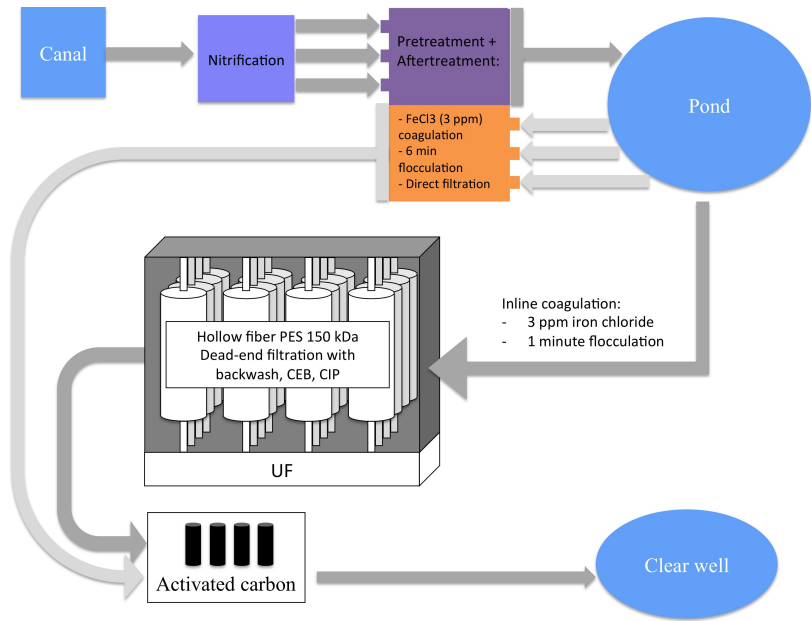 Canal
Nitrification
Pretreatment +
Aftertreatment:
- FeCl3 (3 ppm)
coagulation
- 6 min
flocculation
- Direct filtration
Pond
Inline coagulation:
- 3 ppm iron chloride
- 1 minute flocculation
Hollow fiber PES 150 kDa
Dead-end filtration with
backwash, CEB, CIP
UF
Activated carbon
Clear well